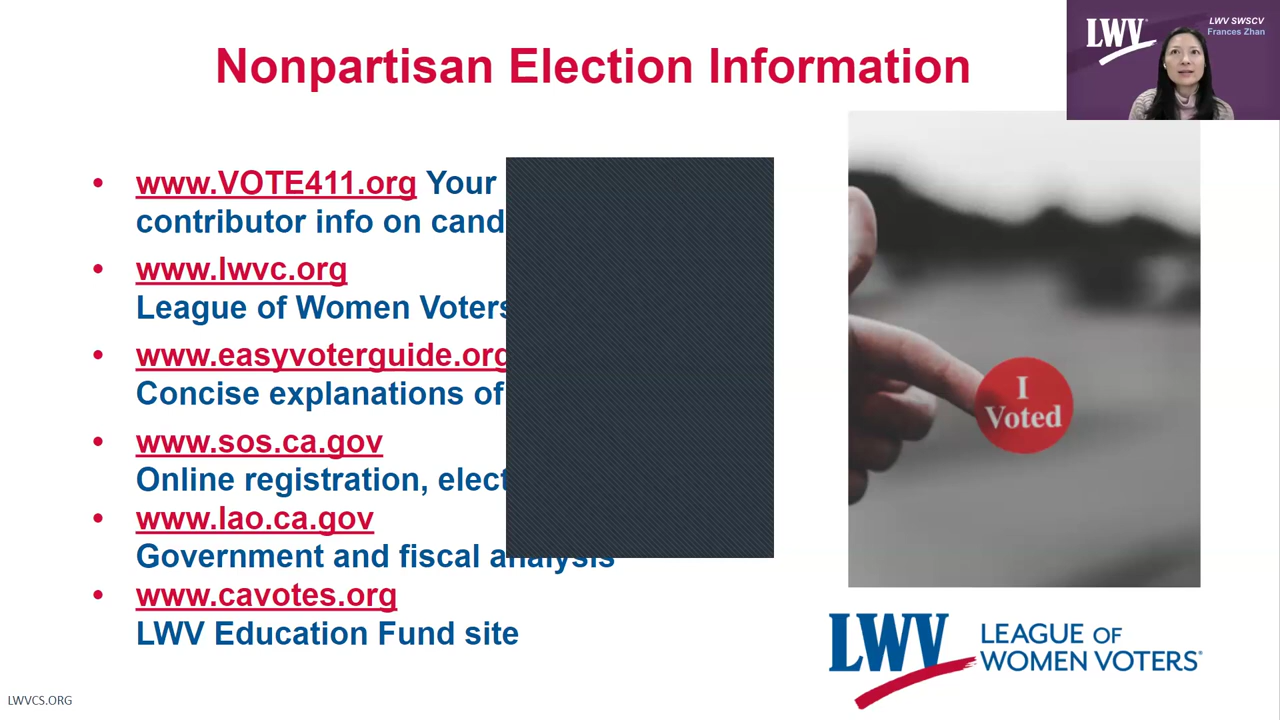 Nonpartisan Election Information
LWV
LWV SWSCV
Frances Zhan
• www.VOTE411.org Your
contributor info on cand
• www.lwvc.org
League of Women Voters
• www.easyvoterguide.org
Concise explanations of
• www.sos.ca.gov
Online registration, elect
• www.lao.ca.gov
Government and fiscal analysis
• www.cavotes.org
LWV Education Fund site
I
Voted
LWV LEAGUE OF
WOMEN VOTERS®
LWVCS.ORG